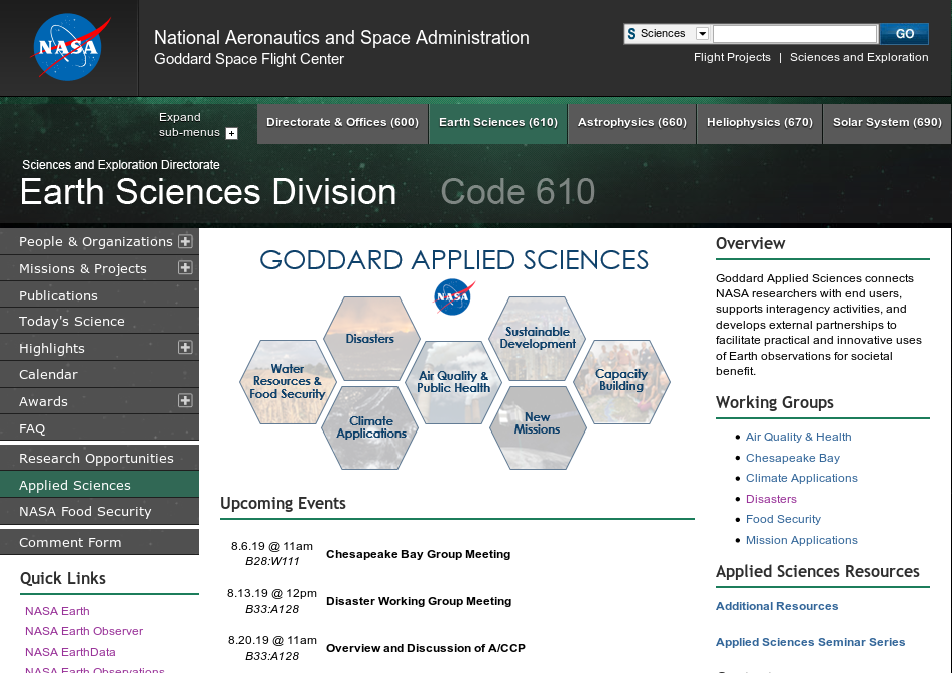 NASA
National Aeronautics and Space Administration
Goddard Space Flight Center
S Sciences
GO
Flight Projects | Sciences and Exploration
Expand
sub-menus +
Directorate & Offices (600)
Earth Sciences (610)
Astrophysics (660)
Heliophysics (670)
Solar System (690)
Sciences and Exploration Directorate
Earth Sciences Division
Code 610
People & Organizations
Missions & Projects
Publications
Today's Science
Highlights
Calendar
Awards
FAQ
Research Opportunities
Applied Sciences
NASA Food Security
Comment Form
Quick Links
NASA Earth
NASA Earth Observer
NASA EarthData
NASA Earth Observations
GODDARD APPLIED SCIENCES
NASA
Disasters
Sustainable
Development
Water
Resources &
Food Security
Air Quality &
Public Health
Capacity
Building
Climate
Applications
New
Missions
Upcoming Events
8.6.19 @ 11am
B28:W111
Chesapeake Bay Group Meeting
8.13.19 @ 12pm
B33:A128
Disaster Working Group Meeting
8.20.19 @ 11am
B33:A128
Overview and Discussion of A/CCP
Overview
Goddard Applied Sciences connects
NASA researchers with end users,
supports interagency activities, and
develops external partnerships to
facilitate practical and innovative uses
of Earth observations for societal
benefit.
Working Groups
Air Quality & Health
Chesapeake Bay
Climate Applications
Disasters
Food Security
Mission Applications
Applied Sciences Resources
Additional Resources
Applied Sciences Seminar Series